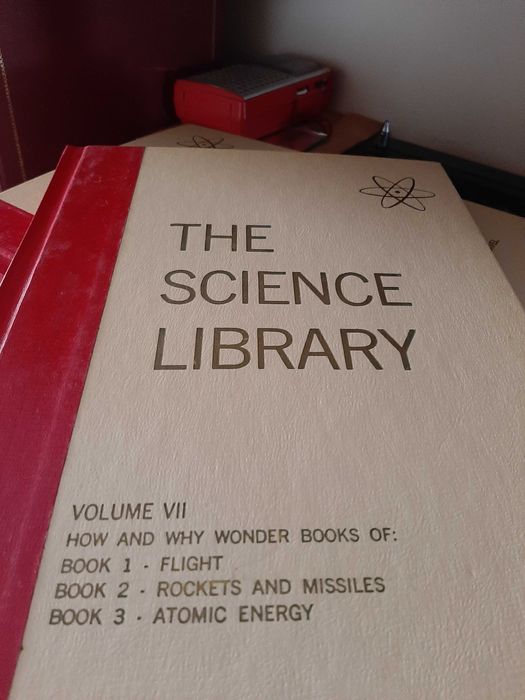 THE
SCIENCE
LIBRARY
VOLUME VII
HOW AND WHY WONDER BOOKS OF:
BOOK 1 · FLIGHT
BOOK 2 · ROCKETS AND MISSILES
BOOK 3 · ATOMIC ENERGY